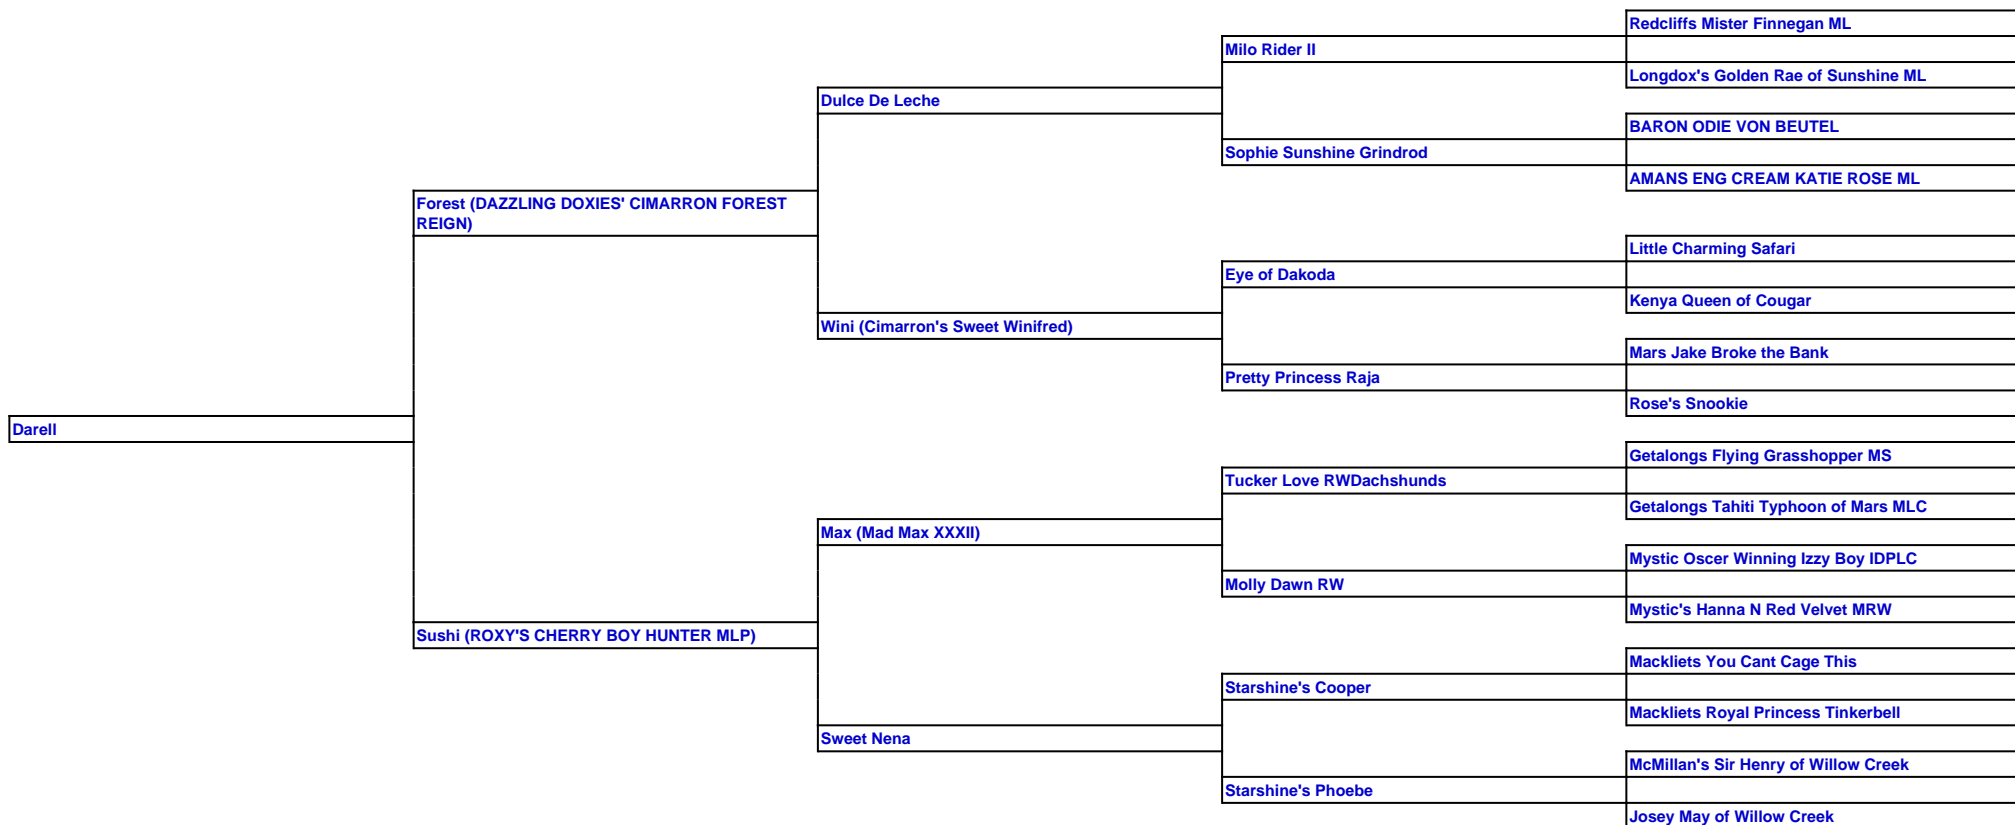 Redcliffs Mister Finnegan ML
Milo Rider II
Longdox's Golden Rae of Sunshine ML
Dulce De Leche
BARON ODIE VON BEUTEL
Sophie Sunshine Grindrod
AMANS ENG CREAM KATIE ROSE ML
Forest (DAZZLING DOXIES' CIMARRON FOREST
REIGN)
Little Charming Safari
Eye of Dakoda
Kenya Queen of Cougar
Wini (Cimarron's Sweet Winifred)
Mars Jake Broke the Bank
Pretty Princess Raja
Rose's Snookie
Darell
Getalongs Flying Grasshopper MS
Tucker Love RWDachshunds
Getalongs Tahiti Typhoon of Mars MLC
Max (Mad Max XXXII)
Mystic Oscer Winning Izzy Boy IDPLC
Molly Dawn RW
Mystic's Hanna N Red Velvet MRW
Sushi (ROXY'S CHERRY BOY HUNTER MLP)
Mackliets You Cant Cage This
Starshine's Cooper
Mackliets Royal Princess Tinkerbell
Sweet Nena
McMillan's Sir Henry of Willow Creek
Starshine's Phoebe
Josey May of Willow Creek